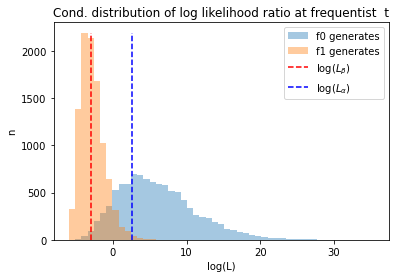 Cond. distribution of log likelihood ratio at frequentist  t
f0 generates
f1 generates
log(L_β)
log(L_α)
2000
1500
1000
500
0
n
0 10 20 30
log(L)